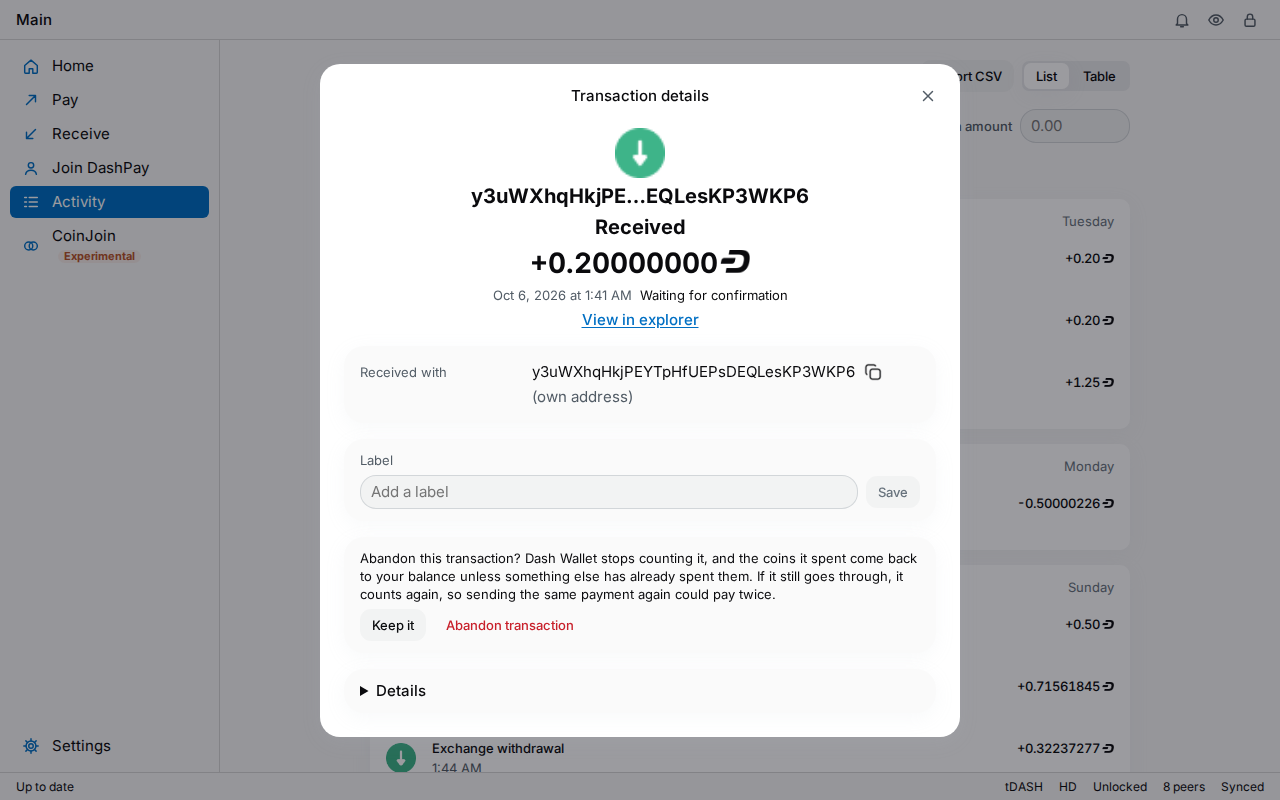 Main
Home
Pay
Receive
Join DashPay
Activity
CoinJoin
Experimental
Settings
ort CSV
List
Table
amount
0.00
Transaction details
y3uWXhqHkjPE...EQLesKP3WKP6
Received
+0.20000000
Oct 6, 2026 at 1:41 AM Waiting for confirmation
View in explorer
Received with
y3uWXhqHkjPEYTpHfUEPsDEQLesKP3WKP6
(own address)
Label
Add a label
Save
Abandon this transaction? Dash Wallet stops counting it, and the coins it spent come back
to your balance unless something else has already spent them. If it still goes through, it
counts again, so sending the same payment again could pay twice.
Keep it
Abandon transaction
Details
Tuesday
+0.20
+0.20
+1.25
Monday
-0.50000226
Sunday
+0.50
+0.71561845
Exchange withdrawal
+0.32237277
1:44 AM
Up to date
tDASH HD Unlocked 8 peers Synced